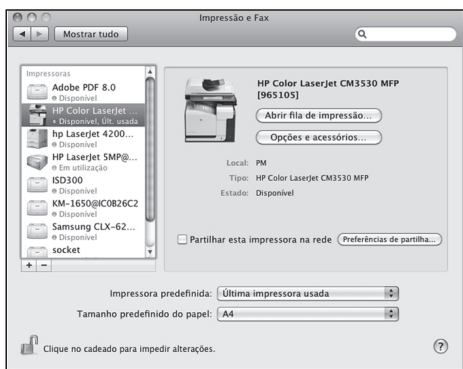 Impressão e Fax
Mostrar tudo
Impressoras
Adobe PDF 8.0
Disponível
HP Color LaserJet ...
Disponível, Últ. usada
hp LaserJet 4200...
Disponível
HP LaserJet 5MP@...
Em utilização
ISD300
Disponível
KM-1650@IC0B26C2
Disponível
Samsung CLX-62...
Disponível
socket
HP Color LaserJet CM3530 MFP
[965105]
Abrir fila de impressão...
Opções e acessórios...
Local: PM
Tipo: HP Color LaserJet CM3530 MFP
Estado: Disponível
Partilhar esta impressora na rede Preferências de partilha...
+ −
Impressora predefinida: Última impressora usada
Tamanho predefinido do papel: A4
Clique no cadeado para impedir alterações. ?